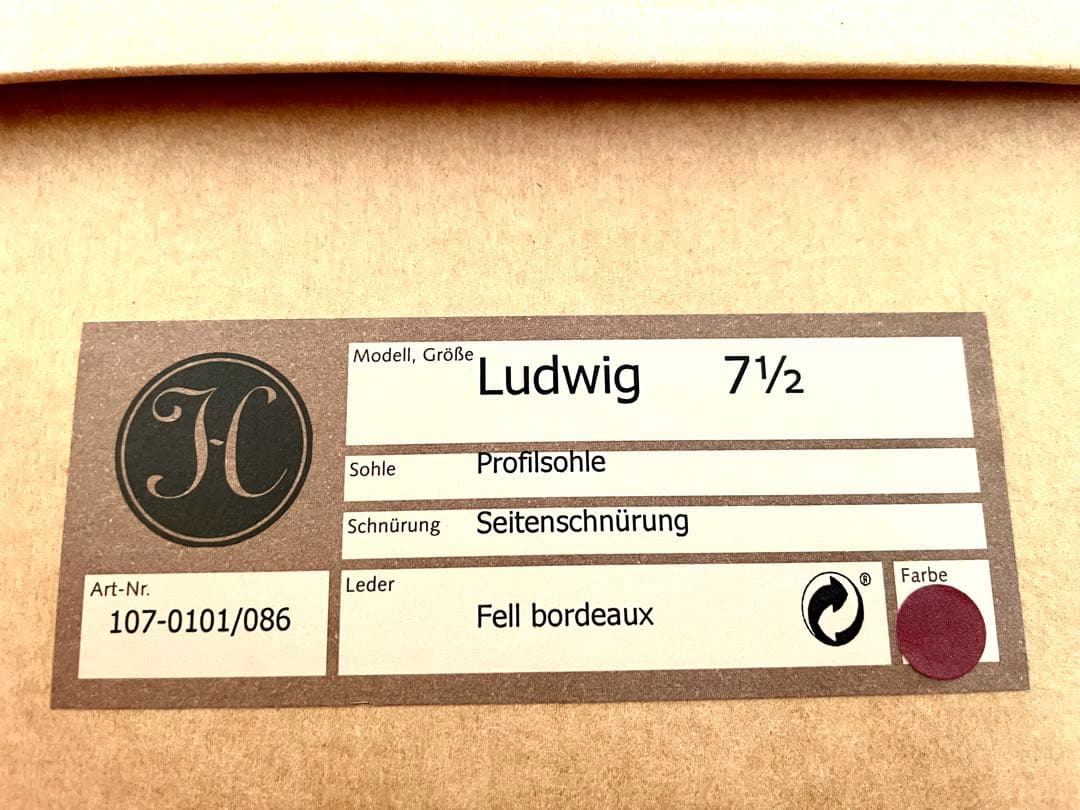 H
Modell, Größe Ludwig 7½
Sohle Profilsohle
Schnürung Seitenschnürung
Art-Nr.
107-0101/086
Leder
Fell bordeaux
®
Farbe